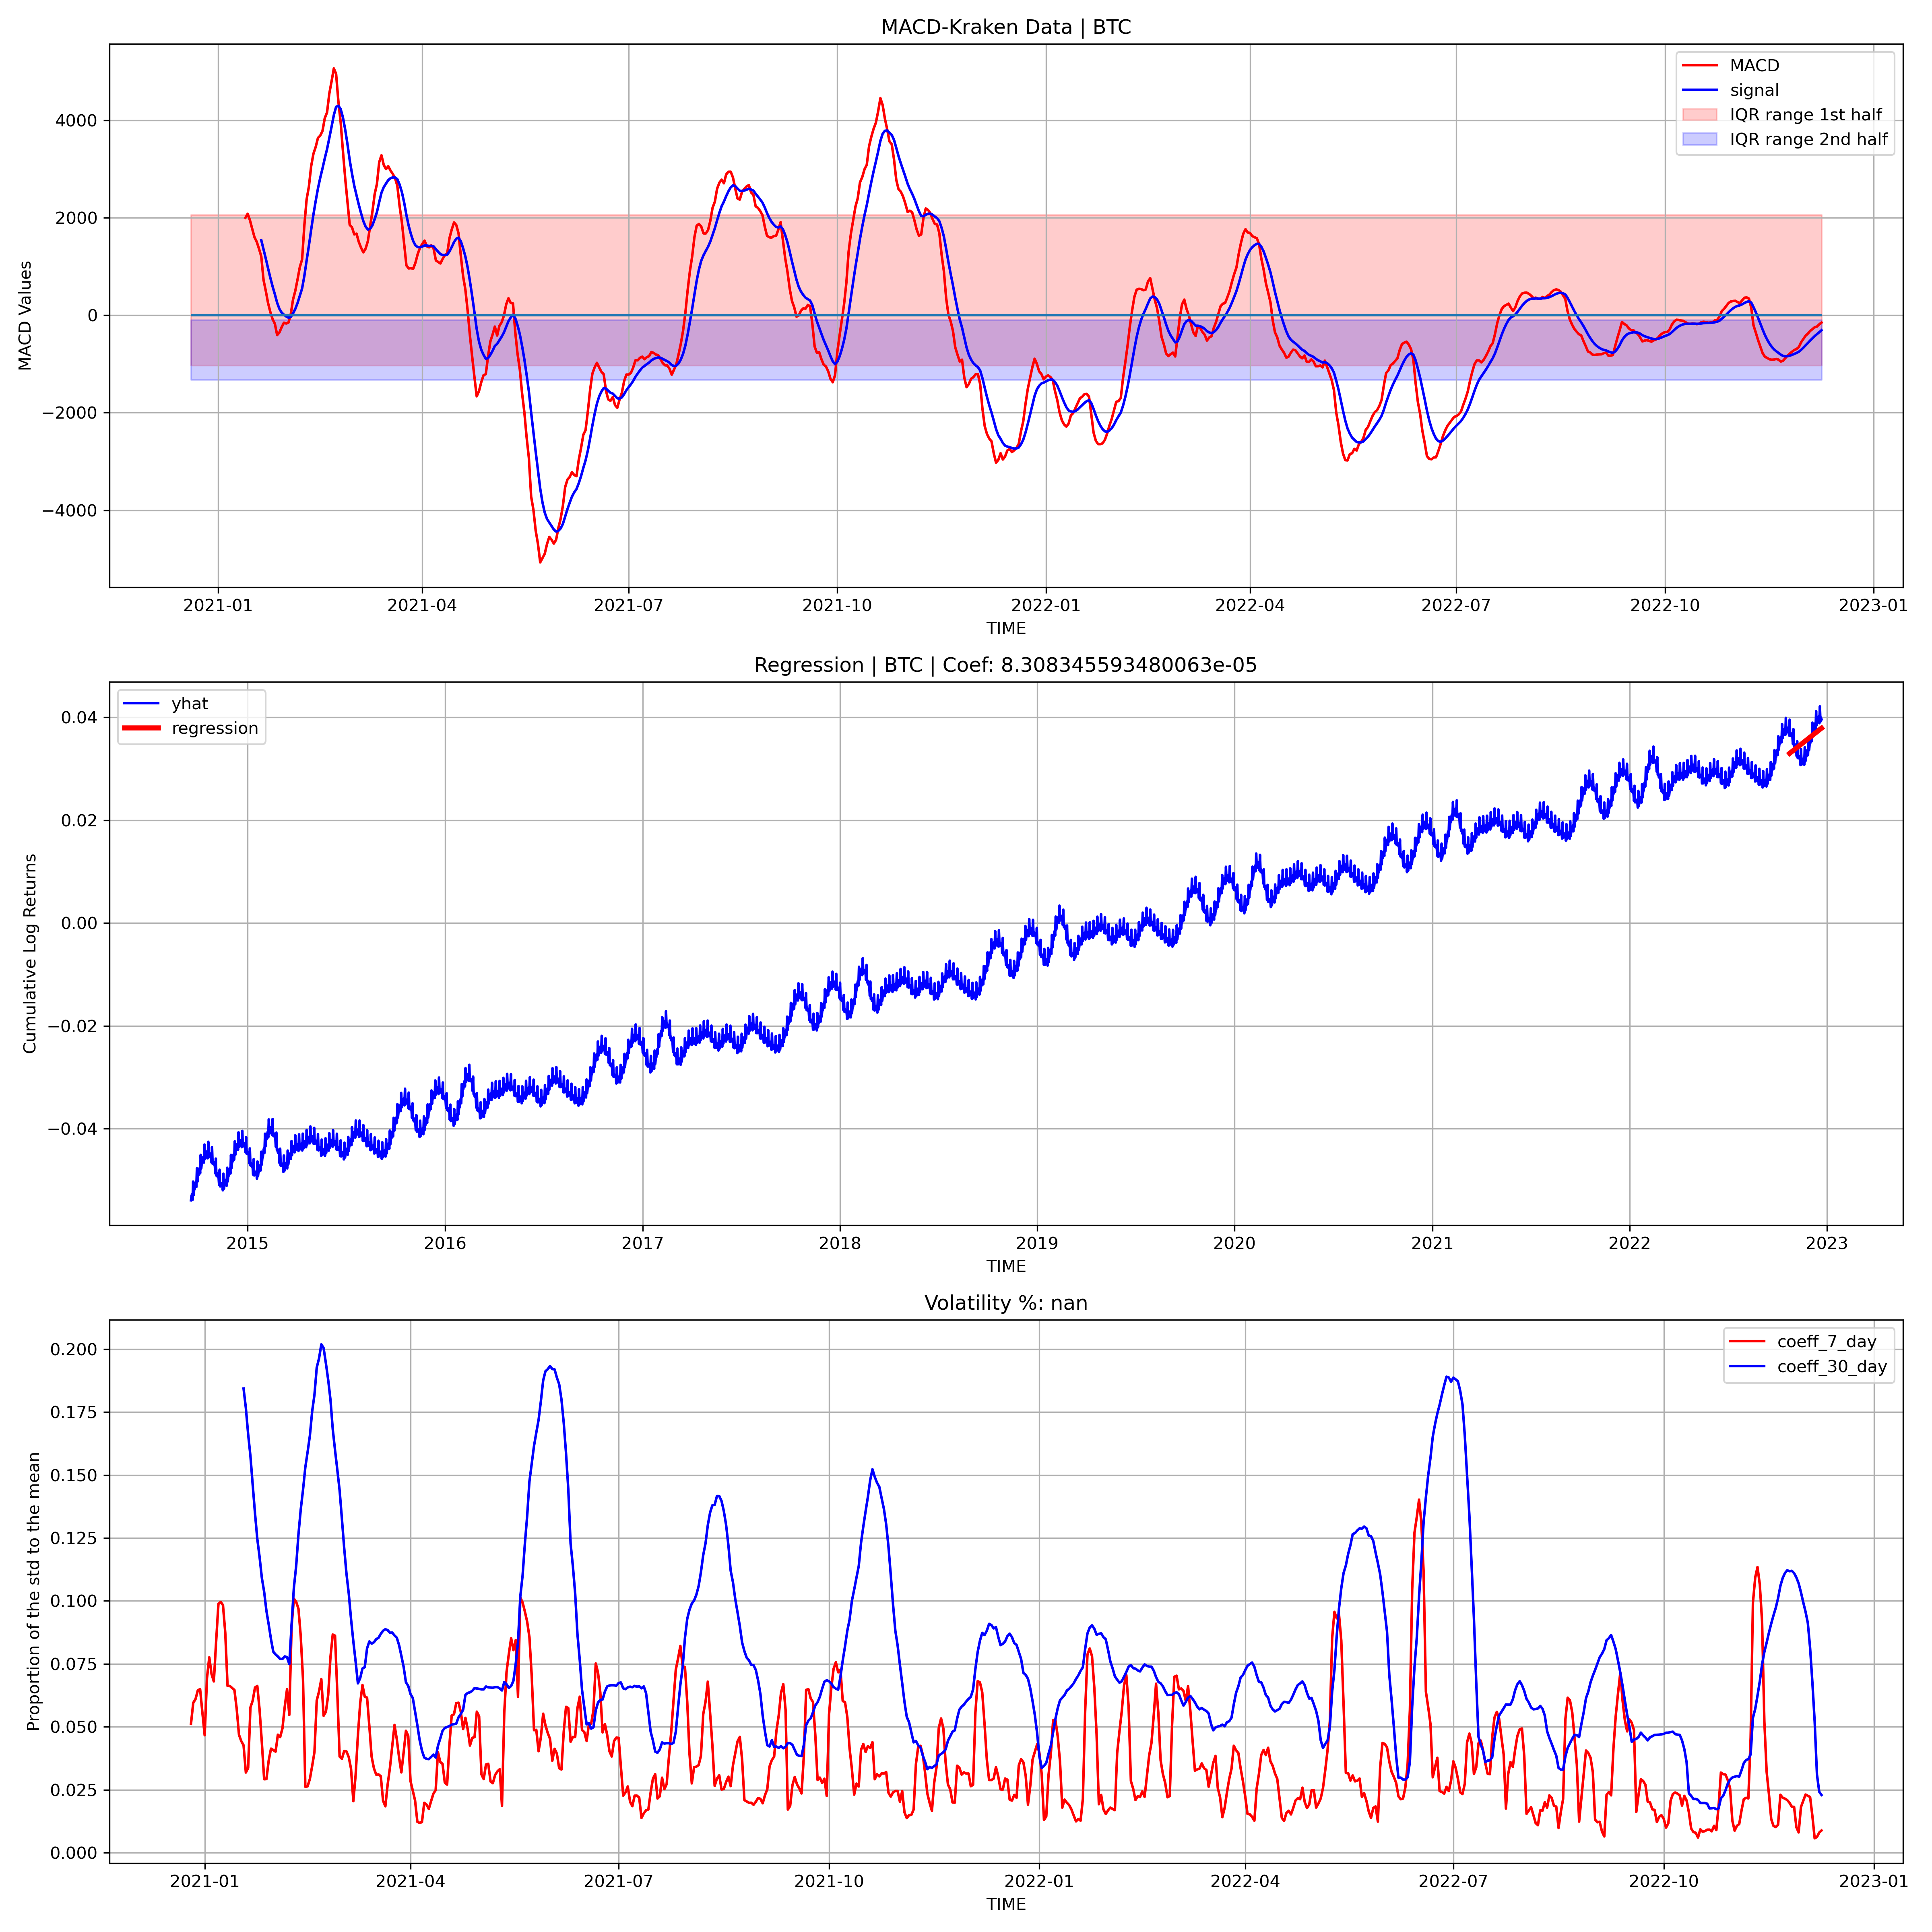 MACD-Kraken Data | BTC
MACD
signal
IQR range 1st half
IQR range 2nd half
MACD Values
4000
2000
0
−2000
−4000
2021-01 2021-04 2021-07 2021-10 2022-01 2022-04 2022-07 2022-10 2023-01
TIME
Regression | BTC | Coef: 8.308345593480063e-05
yhat
regression
Cumulative Log Returns
0.04
0.02
0.00
−0.02
−0.04
2015 2016 2017 2018 2019 2020 2021 2022 2023
TIME
Volatility %: nan
coeff_7_day
coeff_30_day
Proportion of the std to the mean
0.200
0.175
0.150
0.125
0.100
0.075
0.050
0.025
0.000
2021-01 2021-04 2021-07 2021-10 2022-01 2022-04 2022-07 2022-10 2023-01
TIME